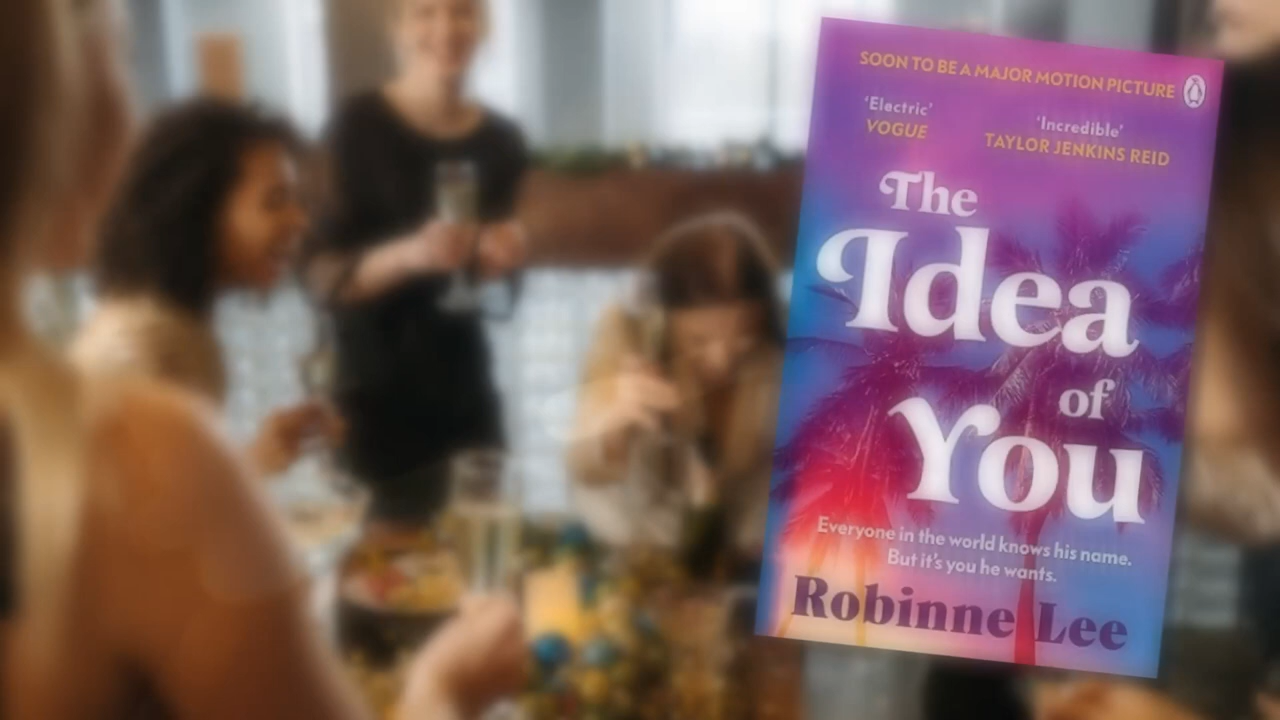 SOON TO BE A MAJOR MOTION PICTURE
'Electric'
VOGUE
'Incredible'
TAYLOR JENKINS REID
The
Idea
of
You
Everyone in the world knows his name.
But it's you he wants.
Robinne Lee